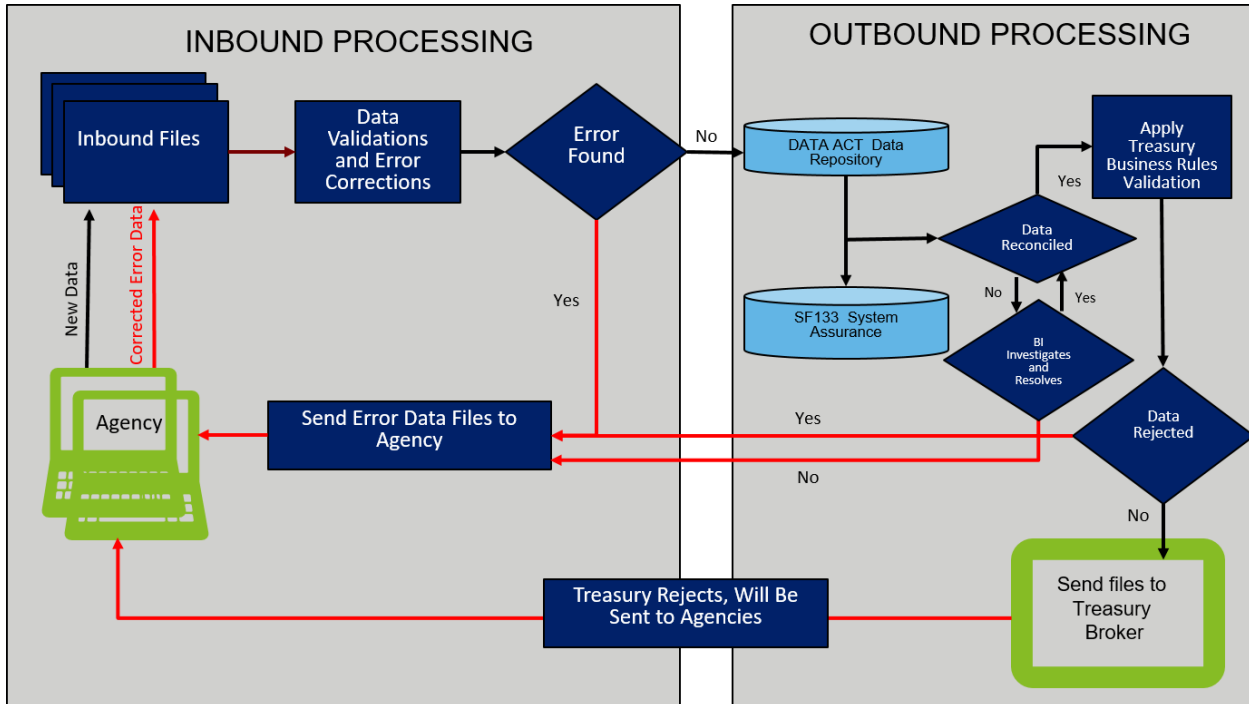 INBOUND PROCESSING
OUTBOUND PROCESSING
Inbound Files
Data
Validations
and Error
Corrections
Error
Found
No
DATA ACT Data
Repository
Apply
Treasury
Business Rules
Validation
Yes
Data
Reconciled
New Data
Corrected Error Data
Yes
No
Yes
SF133 System
Assurance
BI
Investigates
and
Resolves
Agency
Send Error Data Files to
Agency
Yes
Data
Rejected
No
No
Treasury Rejects, Will Be
Sent to Agencies
Send files to
Treasury
Broker